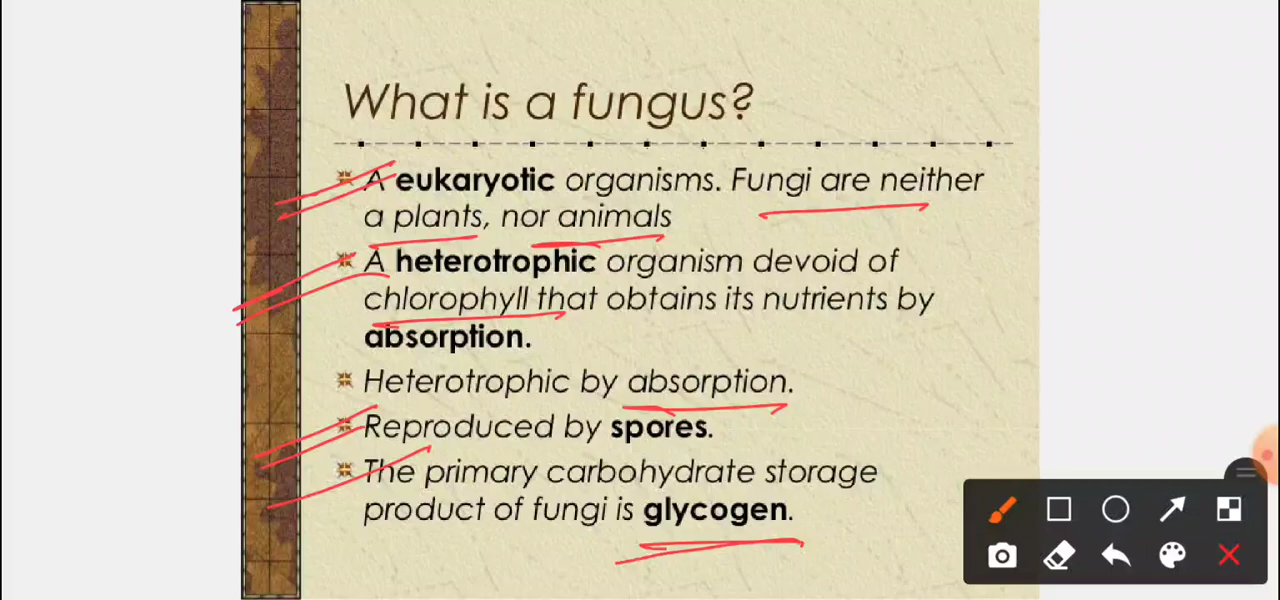 What is a fungus?
A eukaryotic organisms. Fungi are neither
a plants, nor animals
A heterotrophic organism devoid of
chlorophyll that obtains its nutrients by
absorption.
Heterotrophic by absorption.
Reproduced by spores.
The primary carbohydrate storage
product of fungi is glycogen.